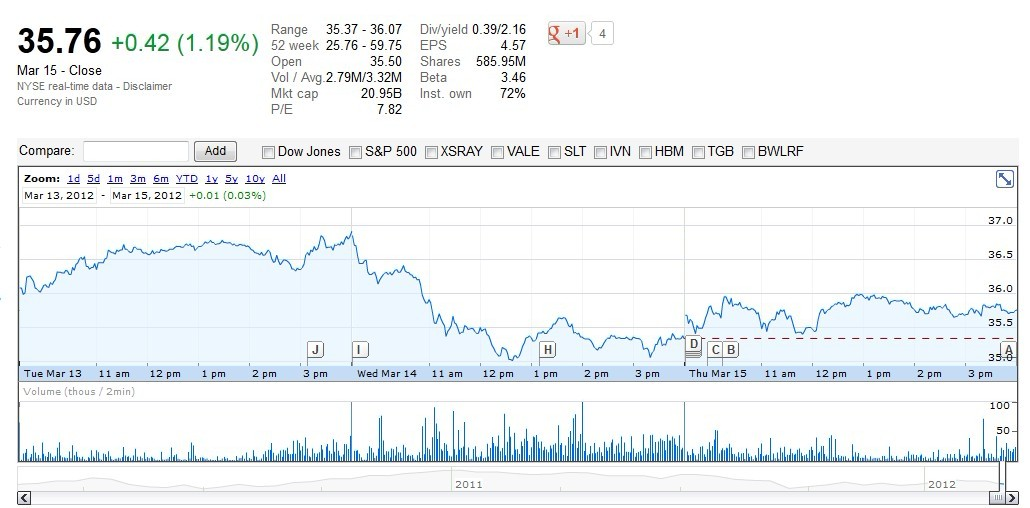 35.76 +0.42 (1.19%)
Mar 15 - Close
NYSE real-time data - Disclaimer
Currency in USD
Range 35.37 - 36.07
52 week 25.76 - 59.75
Open 35.50
Vol / Avg. 2.79M/3.32M
Mkt cap 20.95B
P/E 7.82
Div/yield 0.39/2.16
EPS 4.57
Shares 585.95M
Beta 3.46
Inst. own 72%
g +1 4
Compare: Add Dow Jones S&P 500 XSRAY VALE SLT IVN HBM TGB BWLRF
Zoom: 1d 5d 1m 3m 6m YTD 1y 5y 10y All
Mar 13, 2012 - Mar 15, 2012 +0.01 (0.03%)
37.0
36.5
36.0
35.5
35.0
J I H D C B A
Tue Mar 13 11 am 12 pm 1 pm 2 pm 3 pm Wed Mar 14 11 am 12 pm 1 pm 2 pm 3 pm Thu Mar 15 11 am 12 pm 1 pm 2 pm 3 pm
Volume (thous / 2min)
100
50
2011 2012